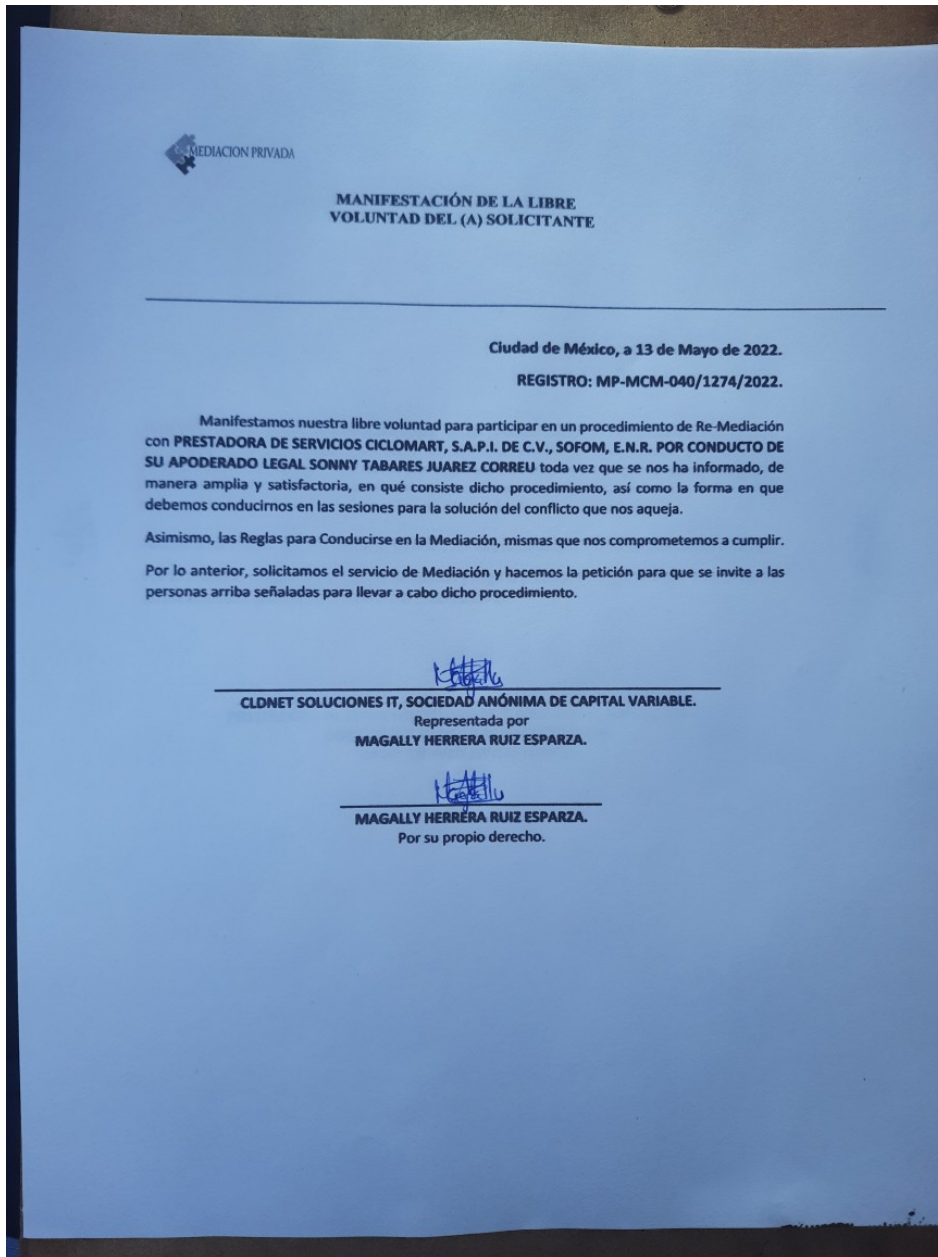 MEDIACION PRIVADA
MANIFESTACIÓN DE LA LIBRE
VOLUNTAD DEL (A) SOLICITANTE
Ciudad de México, a 13 de Mayo de 2022.
REGISTRO: MP-MCM-040/1274/2022.
Manifestamos nuestra libre voluntad para participar en un procedimiento de Re-Mediación
con PRESTADORA DE SERVICIOS CICLOMART, S.A.P.I. DE C.V., SOFOM, E.N.R. POR CONDUCTO DE
SU APODERADO LEGAL SONNY TABARES JUAREZ CORREU toda vez que se nos ha informado, de
manera amplia y satisfactoria, en qué consiste dicho procedimiento, así como la forma en que
debemos conducirnos en las sesiones para la solución del conflicto que nos aqueja.
Asimismo, las Reglas para Conducirse en la Mediación, mismas que nos comprometemos a cumplir.
Por lo anterior, solicitamos el servicio de Mediación y hacemos la petición para que se invite a las
personas arriba señaladas para llevar a cabo dicho procedimiento.
CLDNET SOLUCIONES IT, SOCIEDAD ANÓNIMA DE CAPITAL VARIABLE.
Representada por
MAGALLY HERRERA RUIZ ESPARZA.
MAGALLY HERRERA RUIZ ESPARZA.
Por su propio derecho.